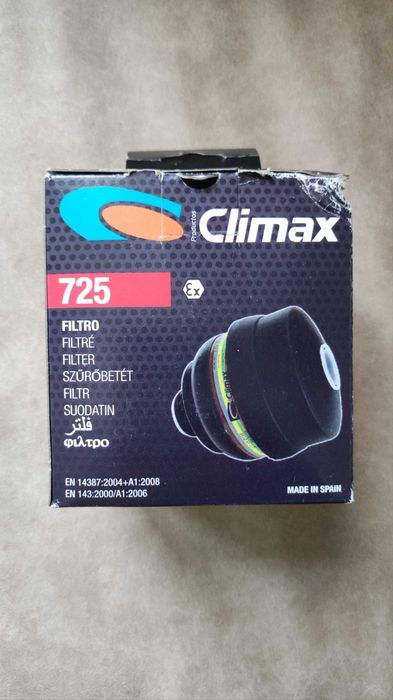 Productos
Climax
725
Ex
FILTRO
FILTRÉ
FILTER
SZŰRŐBETÉT
FILTR
SUODATIN
فلتر
φιλτρο
EN 14387:2004+A1:2008
EN 143:2000/A1:2006
MADE IN SPAIN